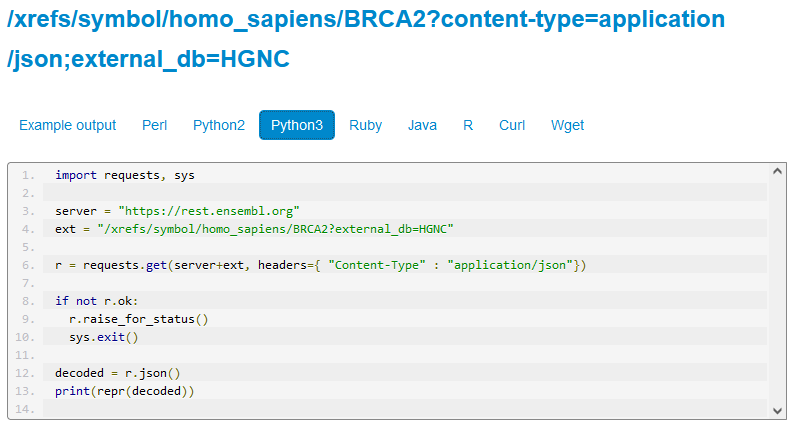 /xrefs/symbol/homo_sapiens/BRCA2?content-type=application
/json;external_db=HGNC
Example output Perl Python2 Python3 Ruby Java R Curl Wget
1. import requests, sys
2.
3. server = "https://rest.ensembl.org"
4. ext = "/xrefs/symbol/homo_sapiens/BRCA2?external_db=HGNC"
5.
6. r = requests.get(server+ext, headers={ "Content-Type" : "application/json"})
7.
8. if not r.ok:
9.   r.raise_for_status()
10.   sys.exit()
11.
12. decoded = r.json()
13. print(repr(decoded))
14.